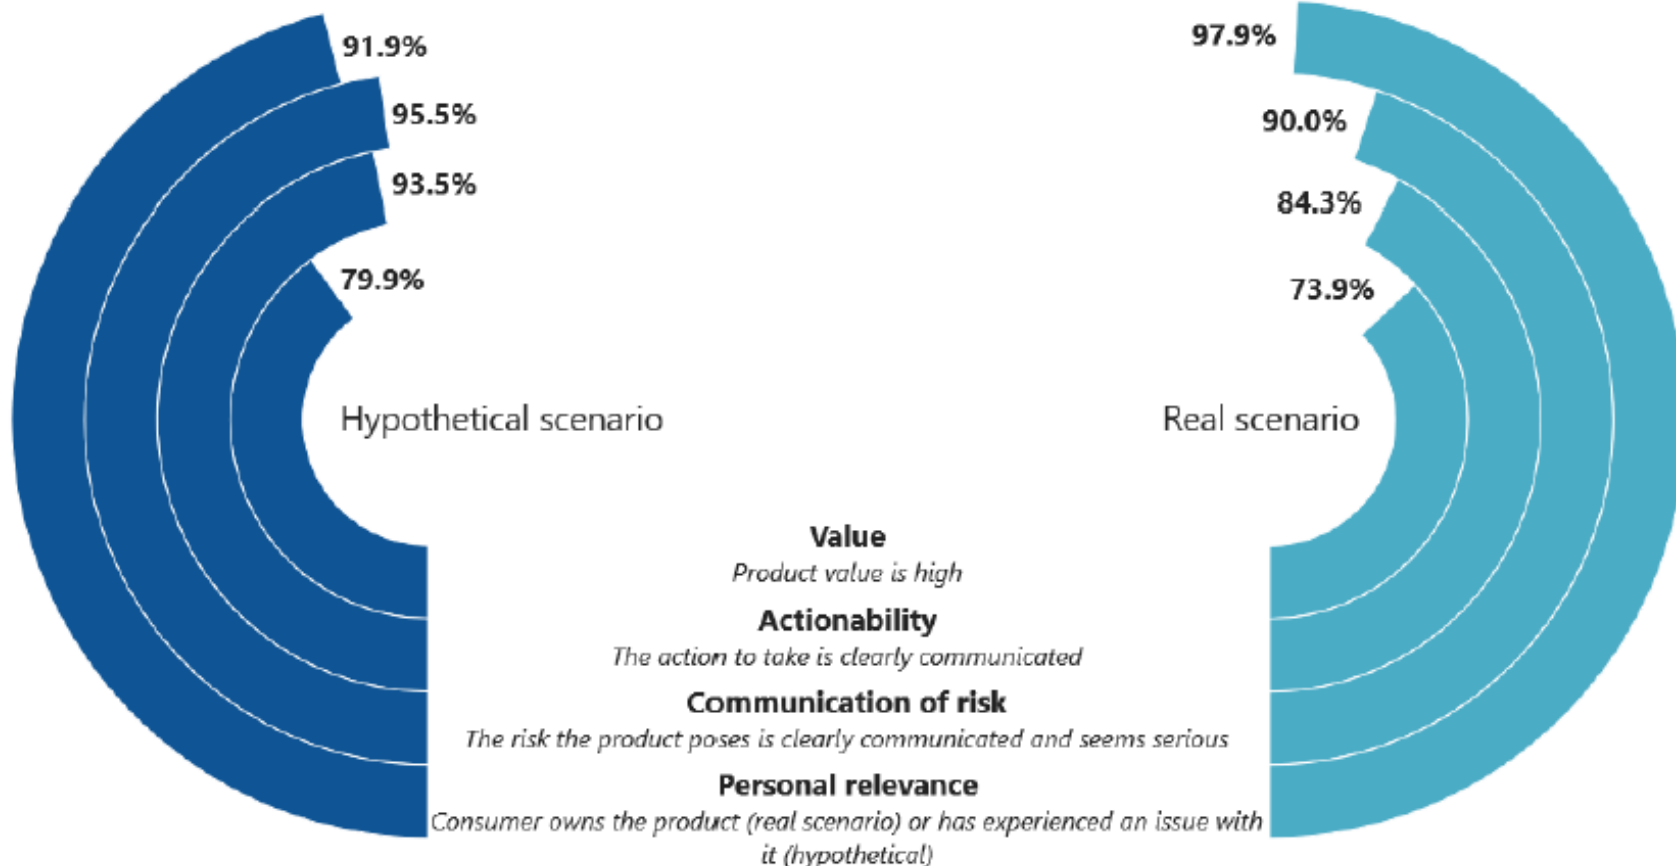 91.9%
97.9%
95.5%
90.0%
93.5%
84.3%
79.9%
73.9%
Hypothetical scenario
Real scenario
Value
Product value is high
Actionability
The action to take is clearly communicated
Communication of risk
The risk the product poses is clearly communicated and seems serious
Personal relevance
Consumer owns the product (real scenario) or has experienced an issue with
it (hypothetical)